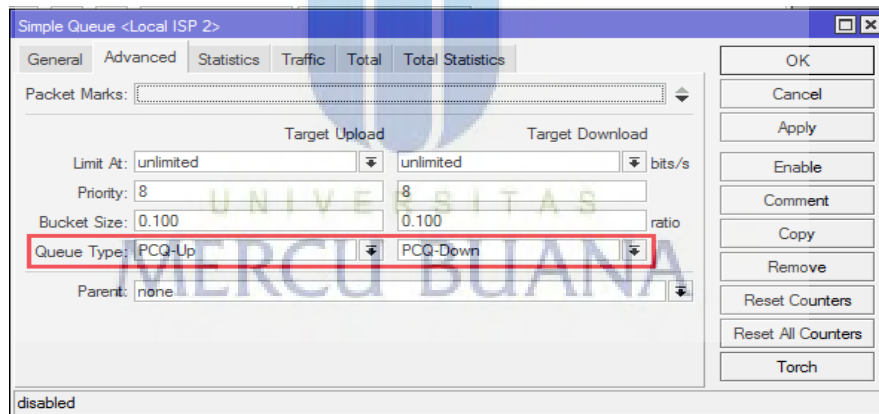 Simple Queue <Local ISP 2>
General Advanced Statistics Traffic Total Total Statistics
OK
Packet Marks:
Cancel
Target Upload Target Download
Apply
Limit At: unlimited unlimited bits/s
Enable
Priority: 8 8
Comment
UNIVERSITAS
Bucket Size: 0.100 0.100 ratio
Copy
Queue Type: PCQ-Up PCQ-Down
MERCU BUANA
Remove
Parent: none
Reset Counters
Reset All Counters
Torch
disabled